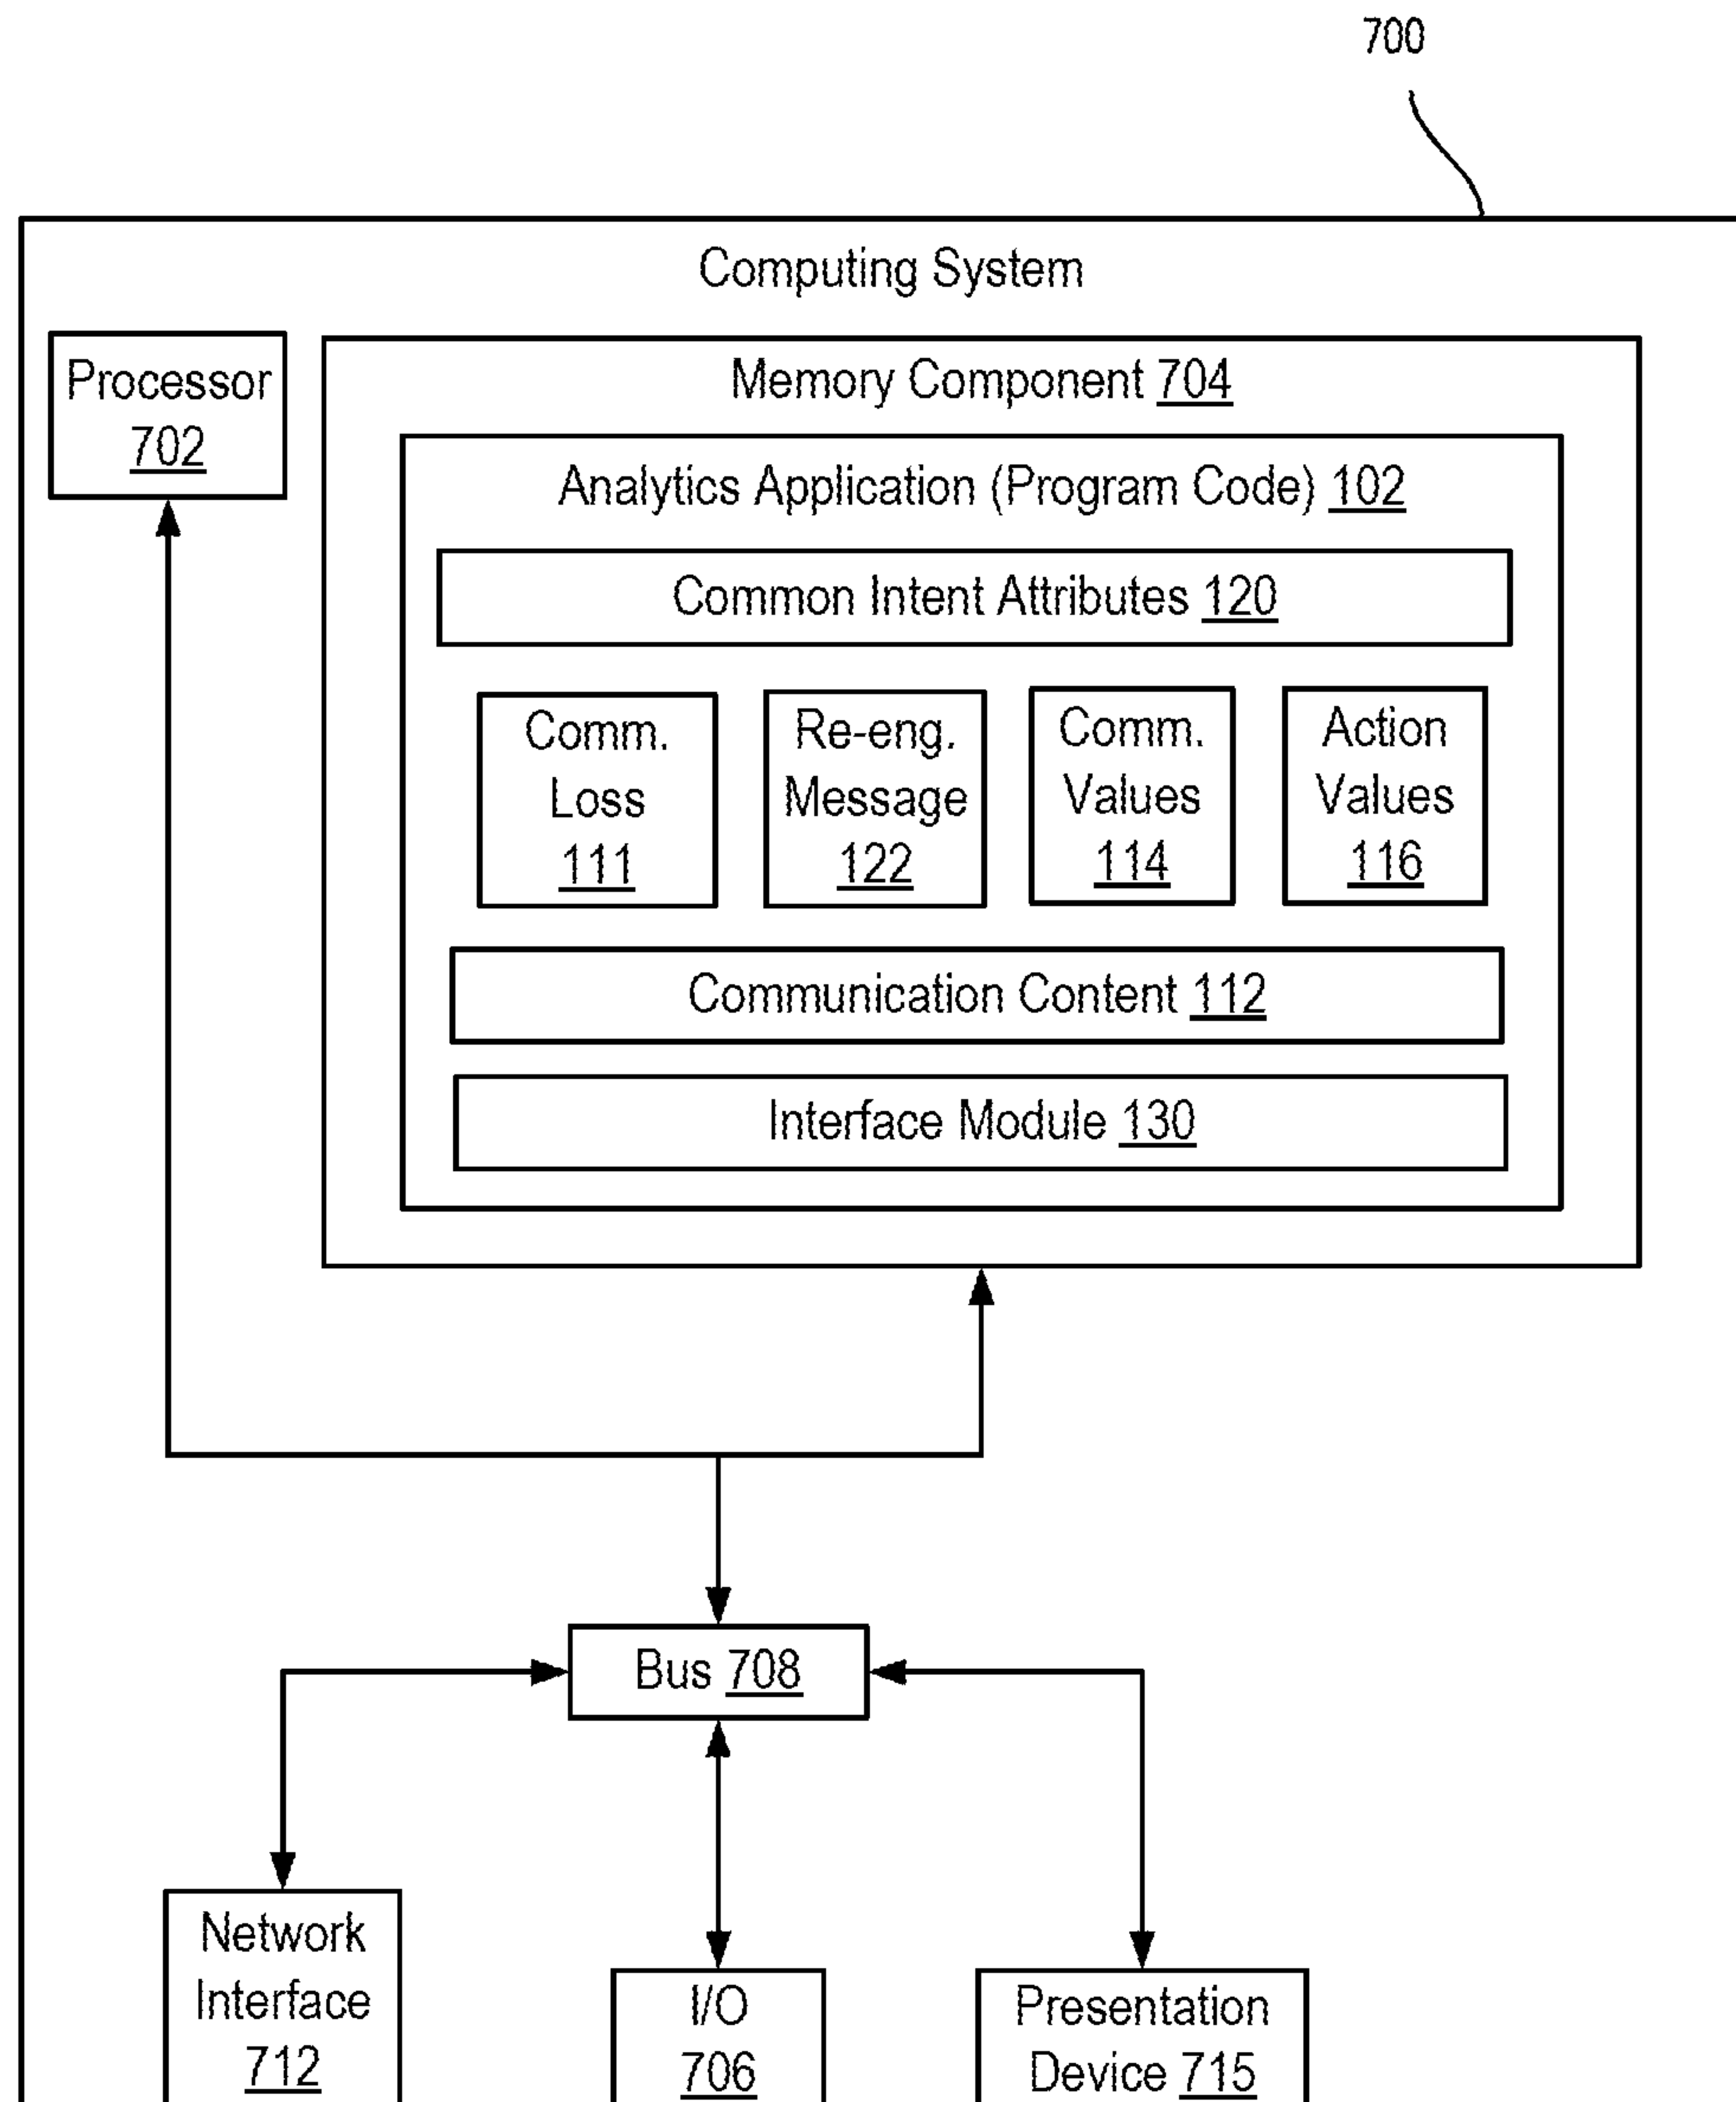 700
Computing System
Processor
702
Memory Component 704
Analytics Application (Program Code) 102
Common Intent Attributes 120
Comm.
Loss
111
Re-eng.
Message
122
Comm.
Values
114
Action
Values
116
Communication Content 112
Interface Module 130
Bus 708
Network
Interface
712
I/O
706
Presentation
Device 715